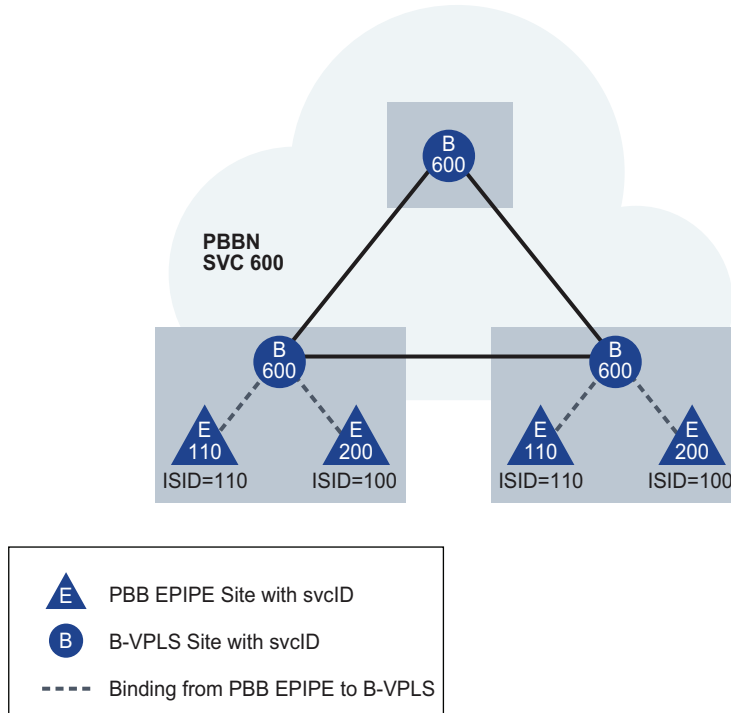 B
600
PBBN
SVC 600
B
600
B
600
E
110
E
200
E
110
E
200
ISID=110
ISID=100
ISID=110
ISID=100
E
PBB EPIPE Site with svcID
B
B-VPLS Site with svcID
Binding from PBB EPIPE to B-VPLS